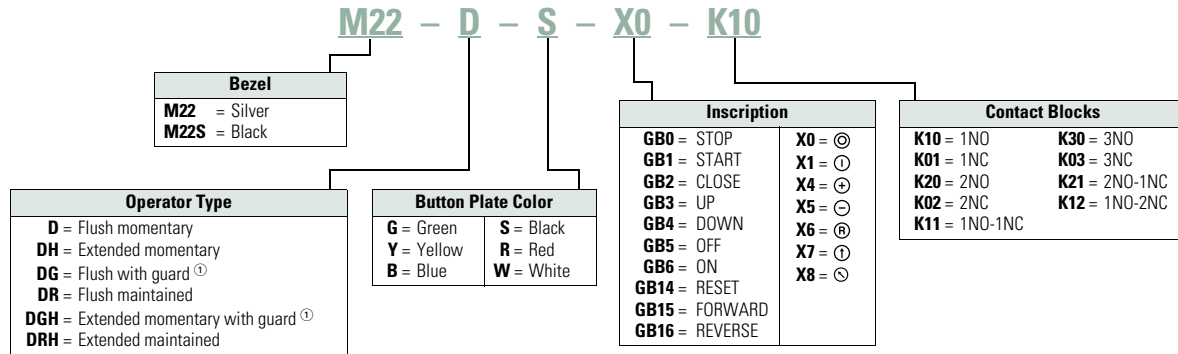 M22 – D – S – X0 – K10
Bezel
M22 = Silver
M22S = Black
Operator Type
D = Flush momentary
DH = Extended momentary
DG = Flush with guard ①
DR = Flush maintained
DGH = Extended momentary with guard ①
DRH = Extended maintained
Button Plate Color
G = Green
Y = Yellow
B = Blue
S = Black
R = Red
W = White
Inscription
GB0 = STOP
GB1 = START
GB2 = CLOSE
GB3 = UP
GB4 = DOWN
GB5 = OFF
GB6 = ON
GB14 = RESET
GB15 = FORWARD
GB16 = REVERSE
X0 = ◎
X1 = ⏼
X4 = ⊕
X5 = ⊖
X6 = Ⓡ
X7 = ①
X8 = ⦸
Contact Blocks
K10 = 1NO
K01 = 1NC
K20 = 2NO
K02 = 2NC
K11 = 1NO-1NC
K30 = 3NO
K03 = 3NC
K21 = 2NO-1NC
K12 = 1NO-2NC